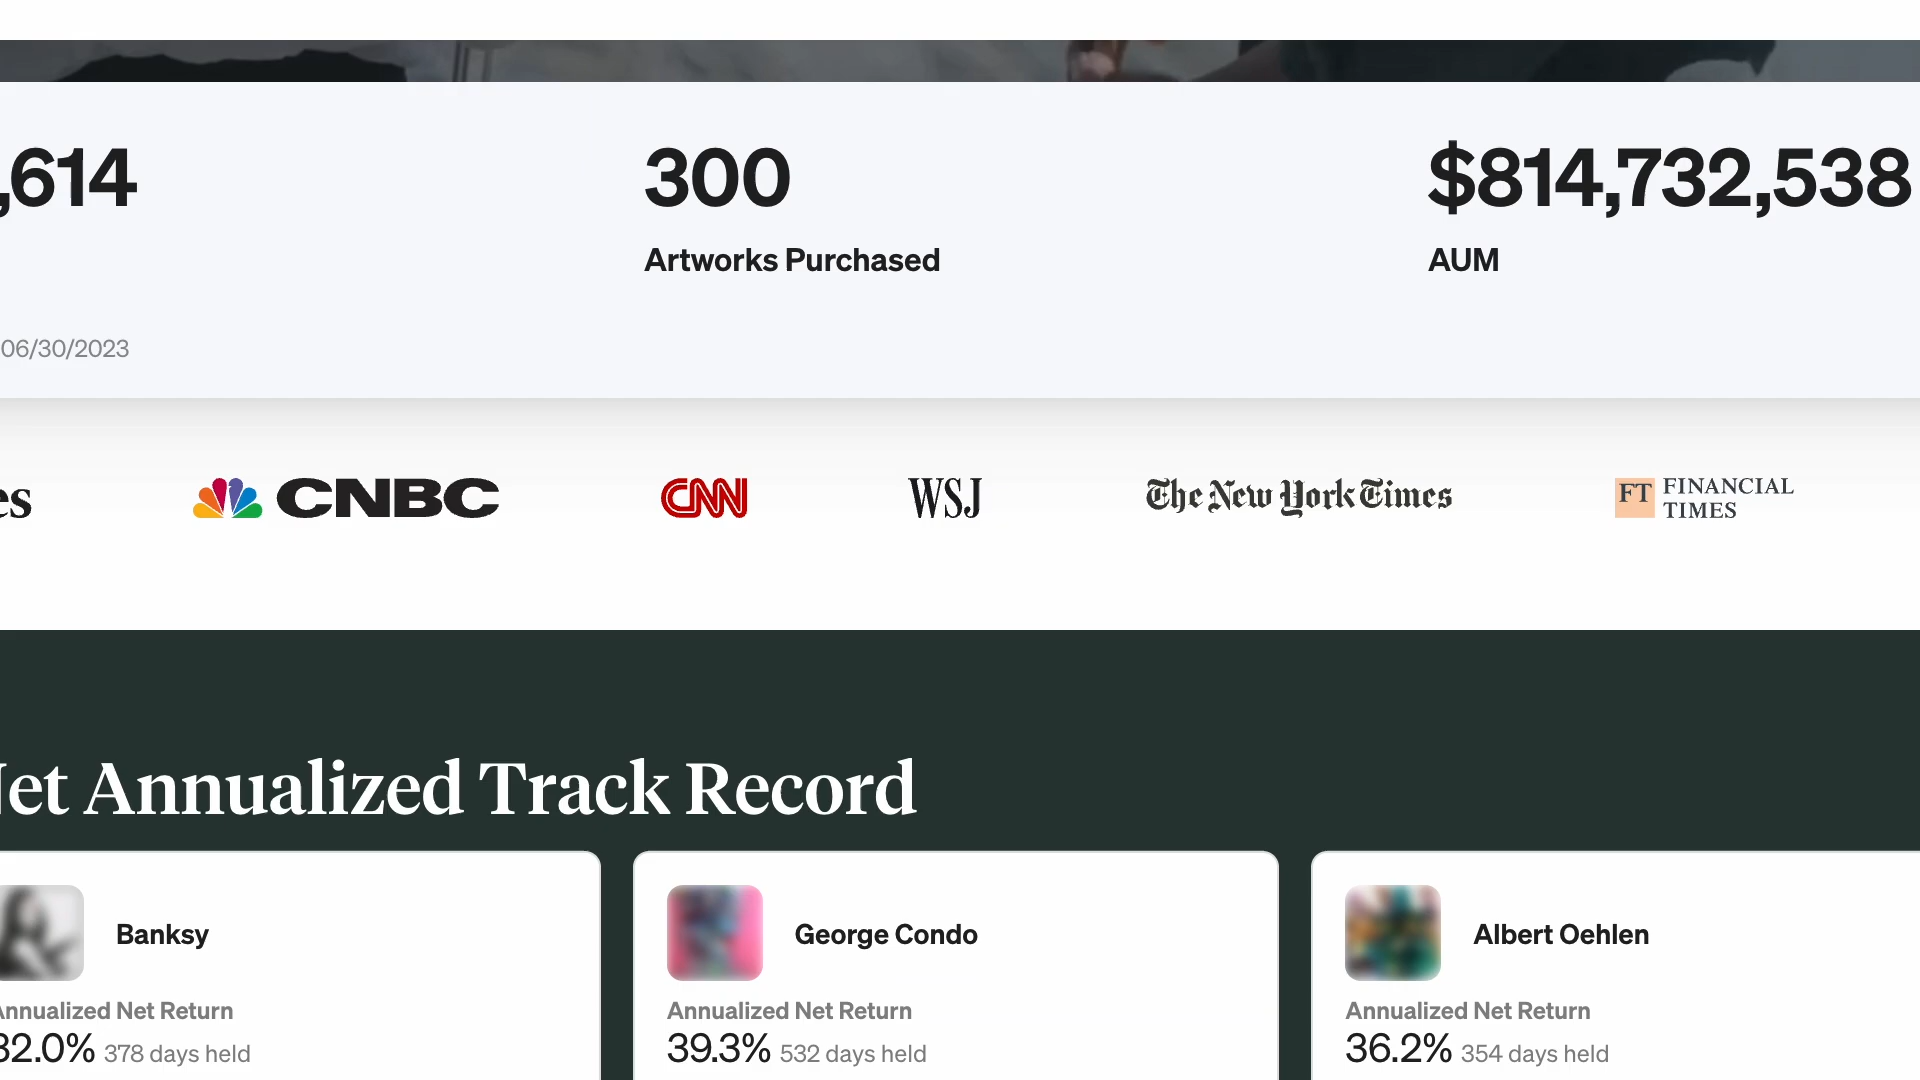 ,614
300
$814,732,538
Artworks Purchased
AUM
06/30/2023
es
CNBC
CNN
WSJ
The New York Times
FT FINANCIAL
TIMES
et Annualized Track Record
Banksy
George Condo
Albert Oehlen
Annualized Net Return
Annualized Net Return
Annualized Net Return
32.0% 378 days held
39.3% 532 days held
36.2% 354 days held